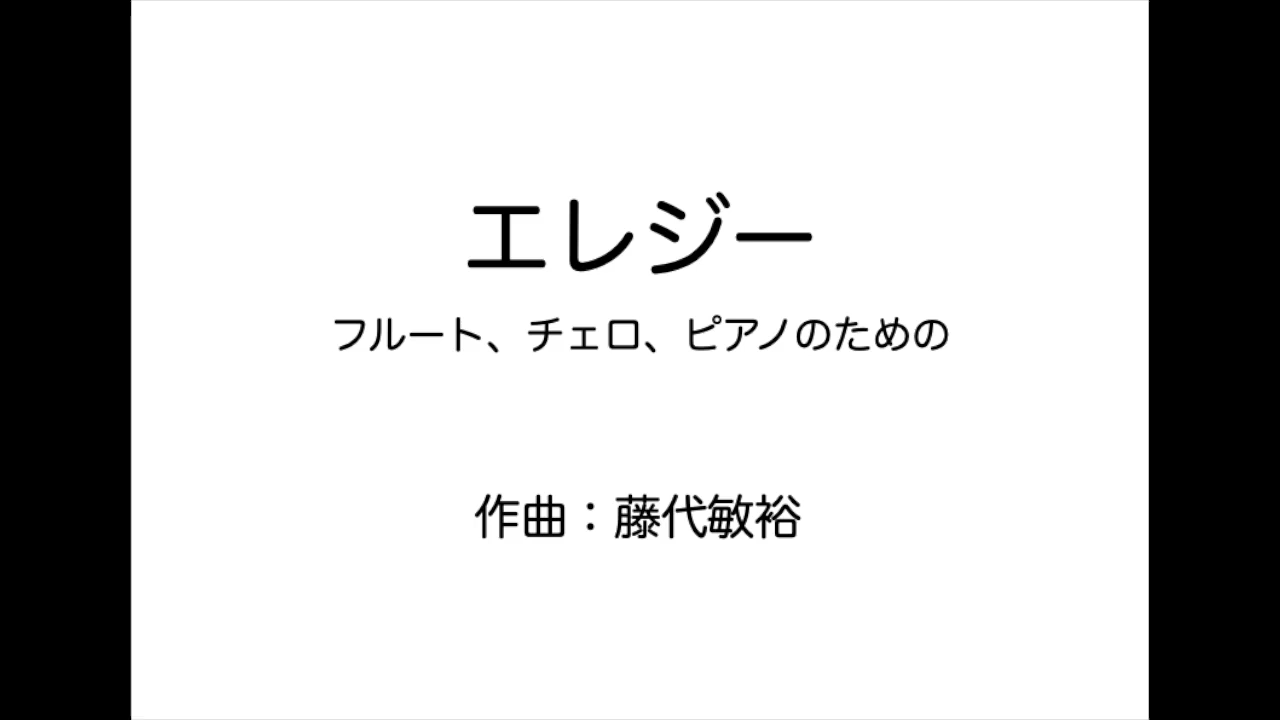 エレジー
フルート、チェロ、ピアノのための
作曲：藤代敏裕